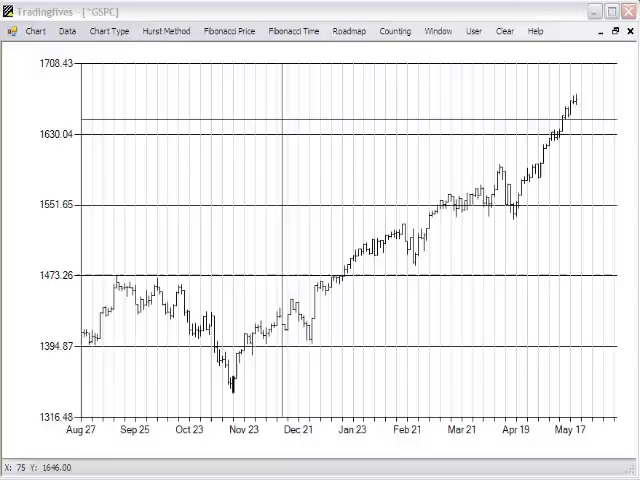 Tradingfives - [^GSPC]
Chart Data Chart Type Hurst Method Fibonacci Price Fibonacci Time Roadmap Counting Window User Clear Help
1708.43
1630.04
1551.65
1473.26
1394.87
1316.48
Aug 27 Sep 25 Oct 23 Nov 23 Dec 21 Jan 23 Feb 21 Mar 21 Apr 19 May 17
X: 75 Y: 1646.00